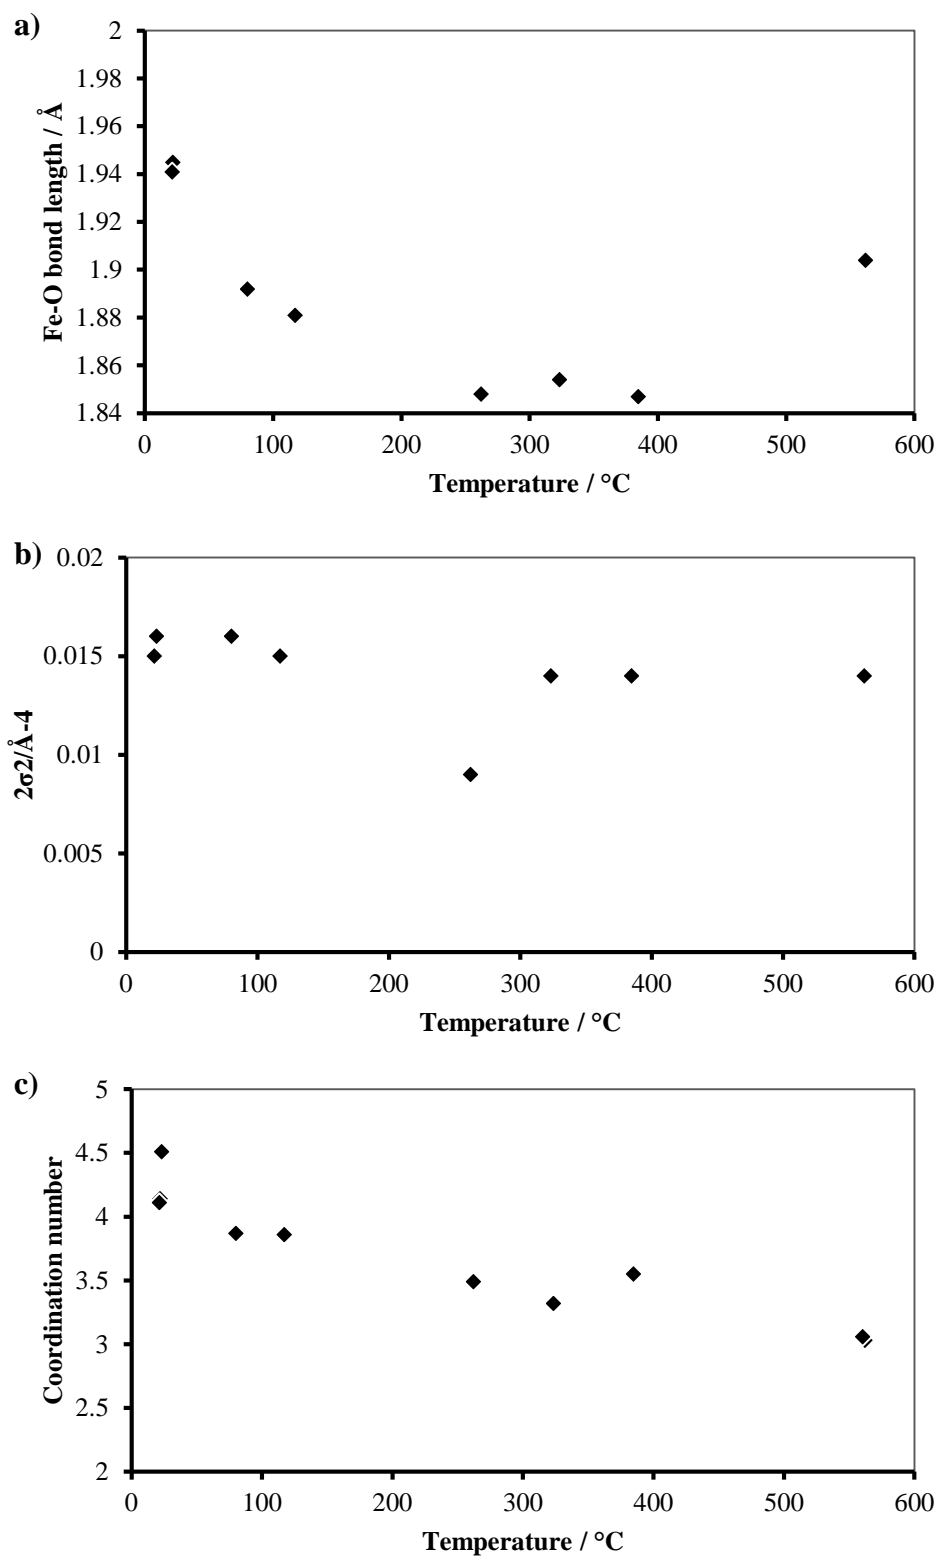 a)
2
1.98
1.96
1.94
1.92
1.9
1.88
1.86
1.84
Fe-O bond length / Å
0 100 200 300 400 500 600
Temperature / °C
b)
0.02
0.015
0.01
0.005
0
2σ2/Å-4
0 100 200 300 400 500 600
Temperature / °C
c)
5
4.5
4
3.5
3
2.5
2
Coordination number
0 100 200 300 400 500 600
Temperature / °C